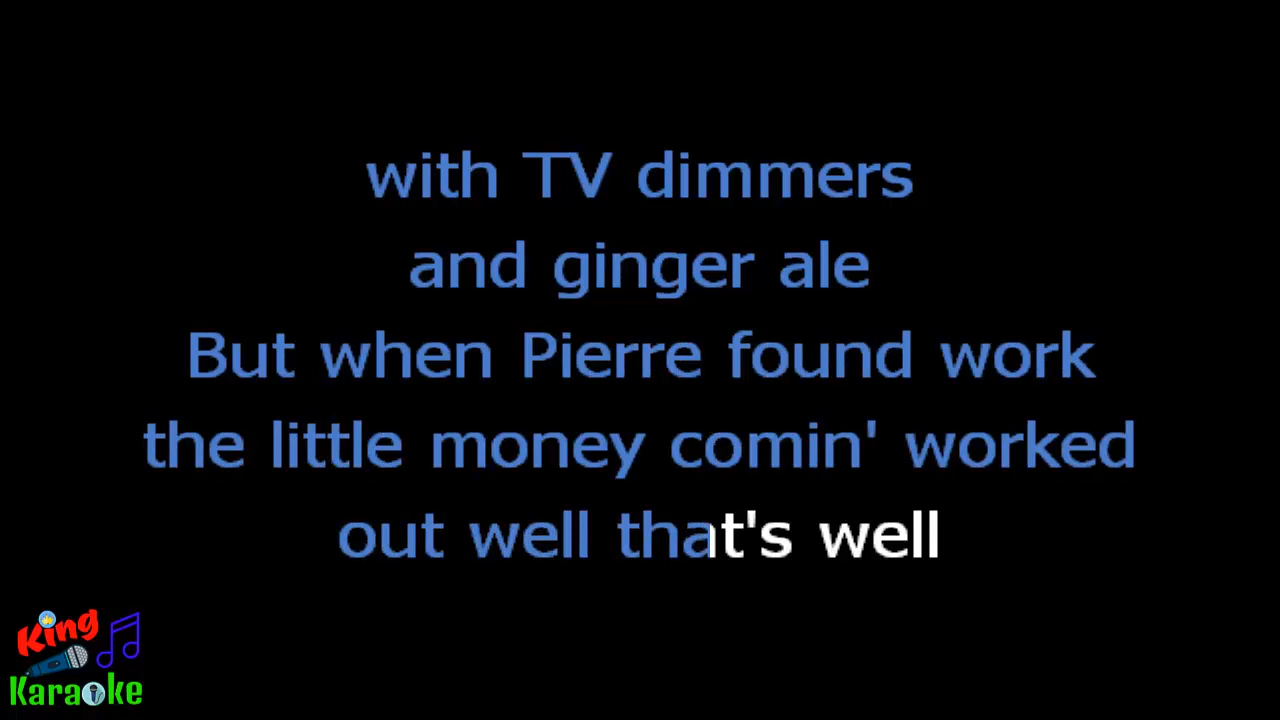 with TV dimmers
and ginger ale
But when Pierre found work
the little money comin' worked
out well that's well
King
Karaoke